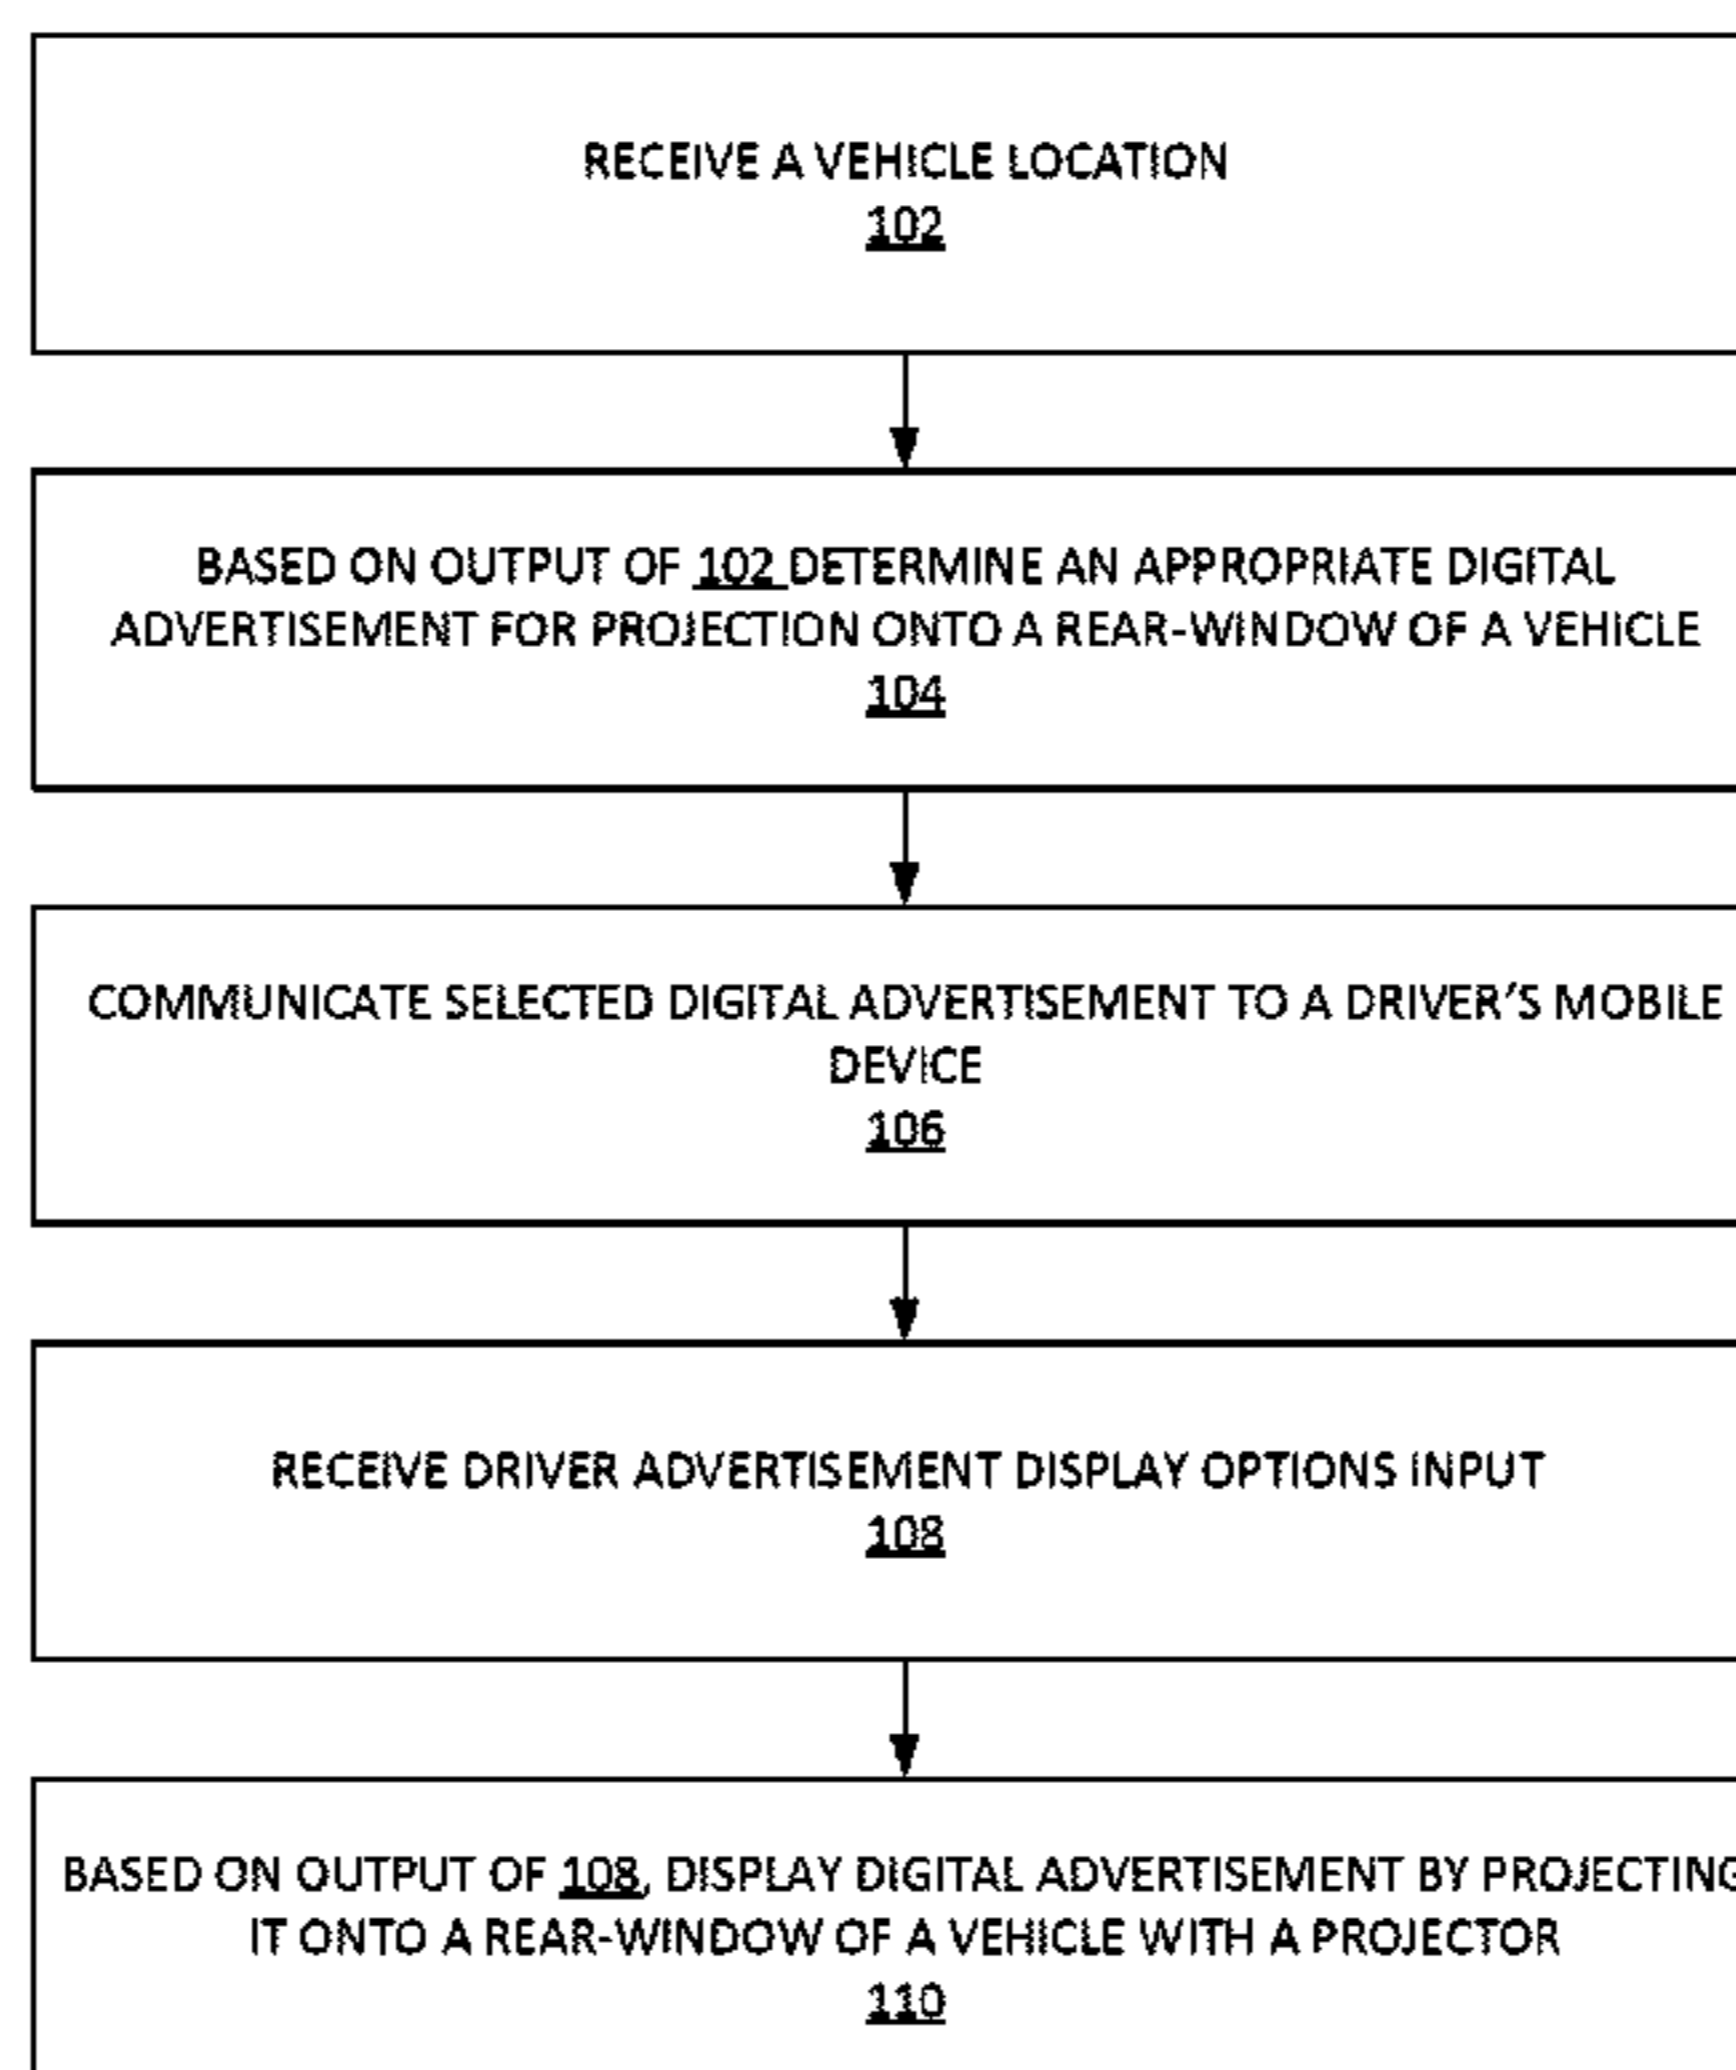 RECEIVE A VEHICLE LOCATION
102
BASED ON OUTPUT OF 102 DETERMINE AN APPROPRIATE DIGITAL
ADVERTISEMENT FOR PROJECTION ONTO A REAR-WINDOW OF A VEHICLE
104
COMMUNICATE SELECTED DIGITAL ADVERTISEMENT TO A DRIVER'S MOBILE
DEVICE
106
RECEIVE DRIVER ADVERTISEMENT DISPLAY OPTIONS INPUT
108
BASED ON OUTPUT OF 108, DISPLAY DIGITAL ADVERTISEMENT BY PROJECTING
IT ONTO A REAR-WINDOW OF A VEHICLE WITH A PROJECTOR
110